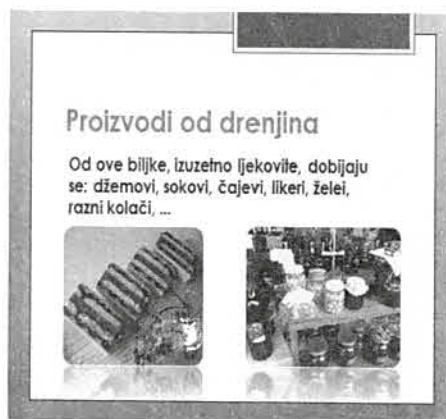 Proizvodi od drenjina
Od ove biljke, izuzetno ljekovite, dobijaju
se: džemovi, sokovi, čajevi, likeri, želei,
razni kolači, ...